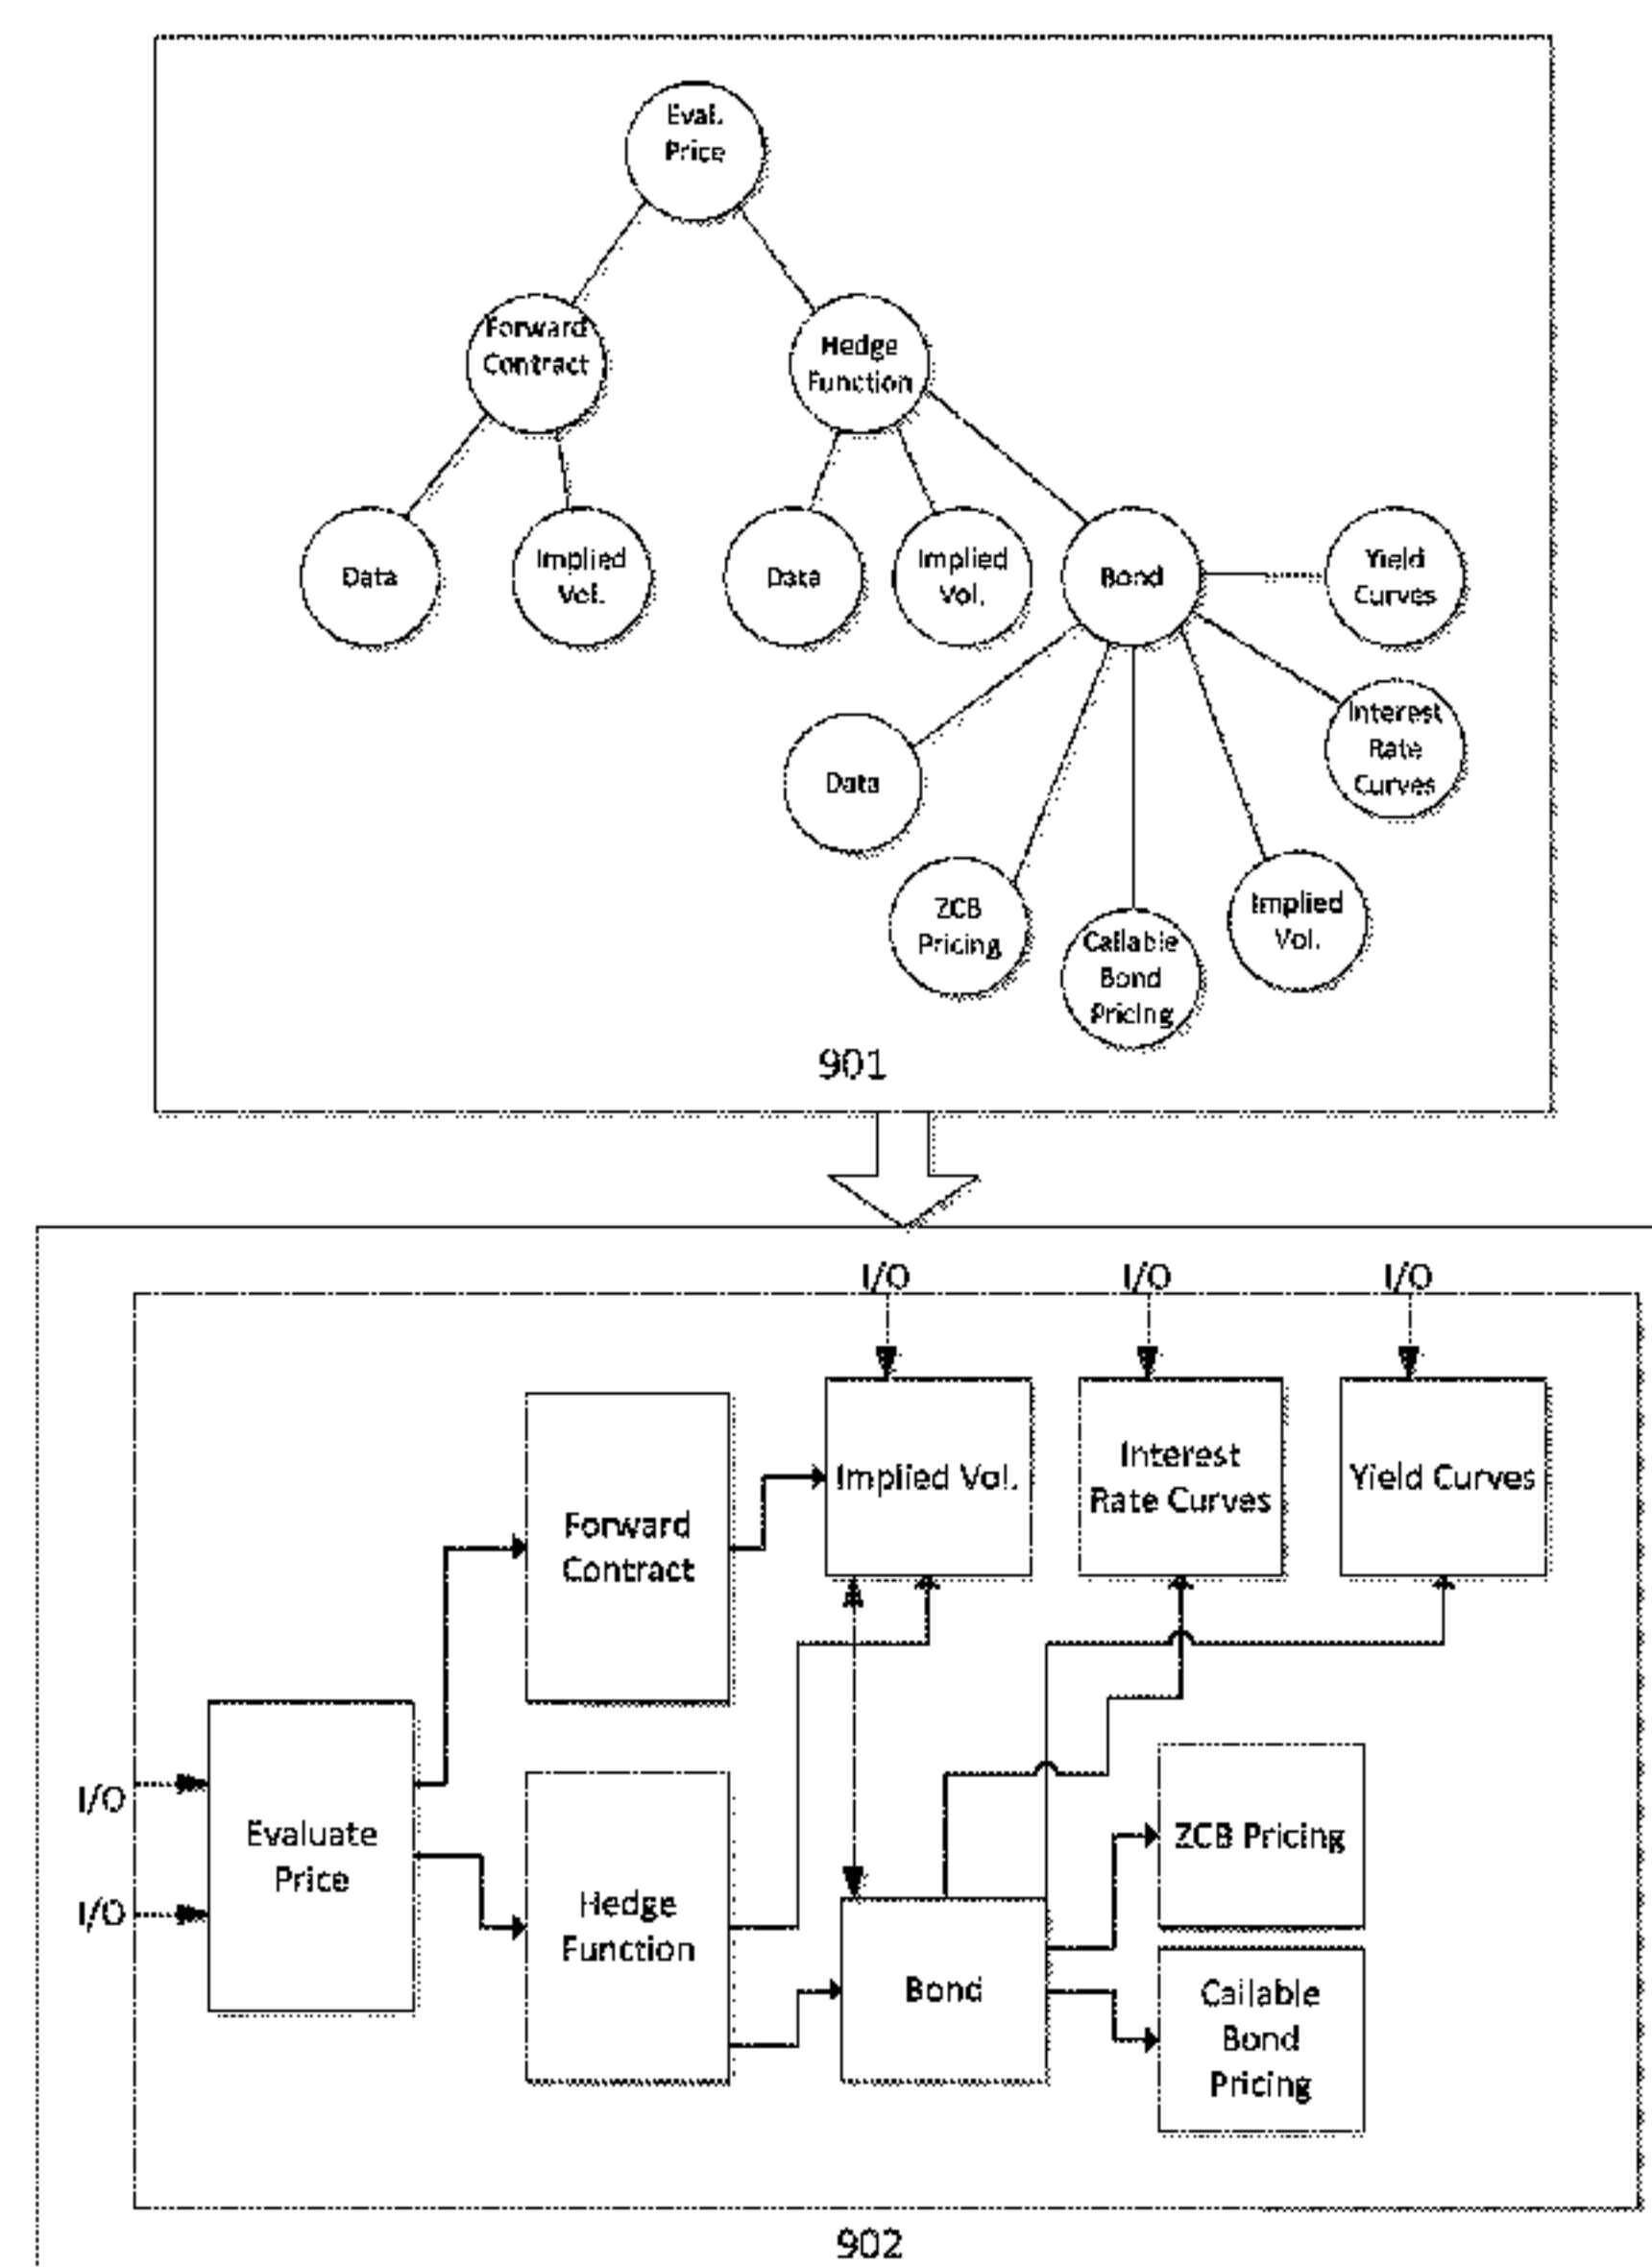 Eval.
Price
Forward
Contract
Hedge
Function
Data
Implied
Vol.
Data
Implied
Vol.
Bond
Yield
Curves
Interest
Rate
Curves
Data
ZCB
Pricing
Callable
Bond
Pricing
Implied
Vol.
901
I/O
I/O
I/O
Forward
Contract
Implied Vol.
Interest
Rate Curves
Yield Curves
I/O
I/O
Evaluate
Price
Hedge
Function
Bond
ZCB Pricing
Callable
Bond
Pricing
902